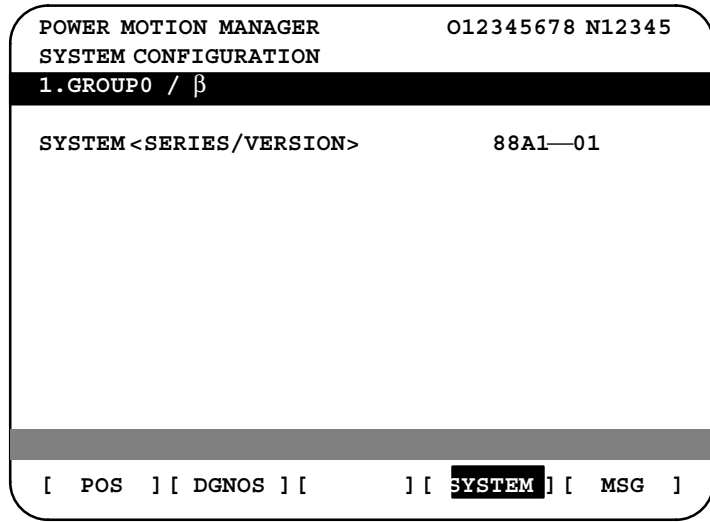 POWER MOTION MANAGER O12345678 N12345
SYSTEM CONFIGURATION
1.GROUP0 / β
SYSTEM<SERIES/VERSION> 88A1—01
[ POS ][ DGNOS ][ ][ SYSTEM ][ MSG ]